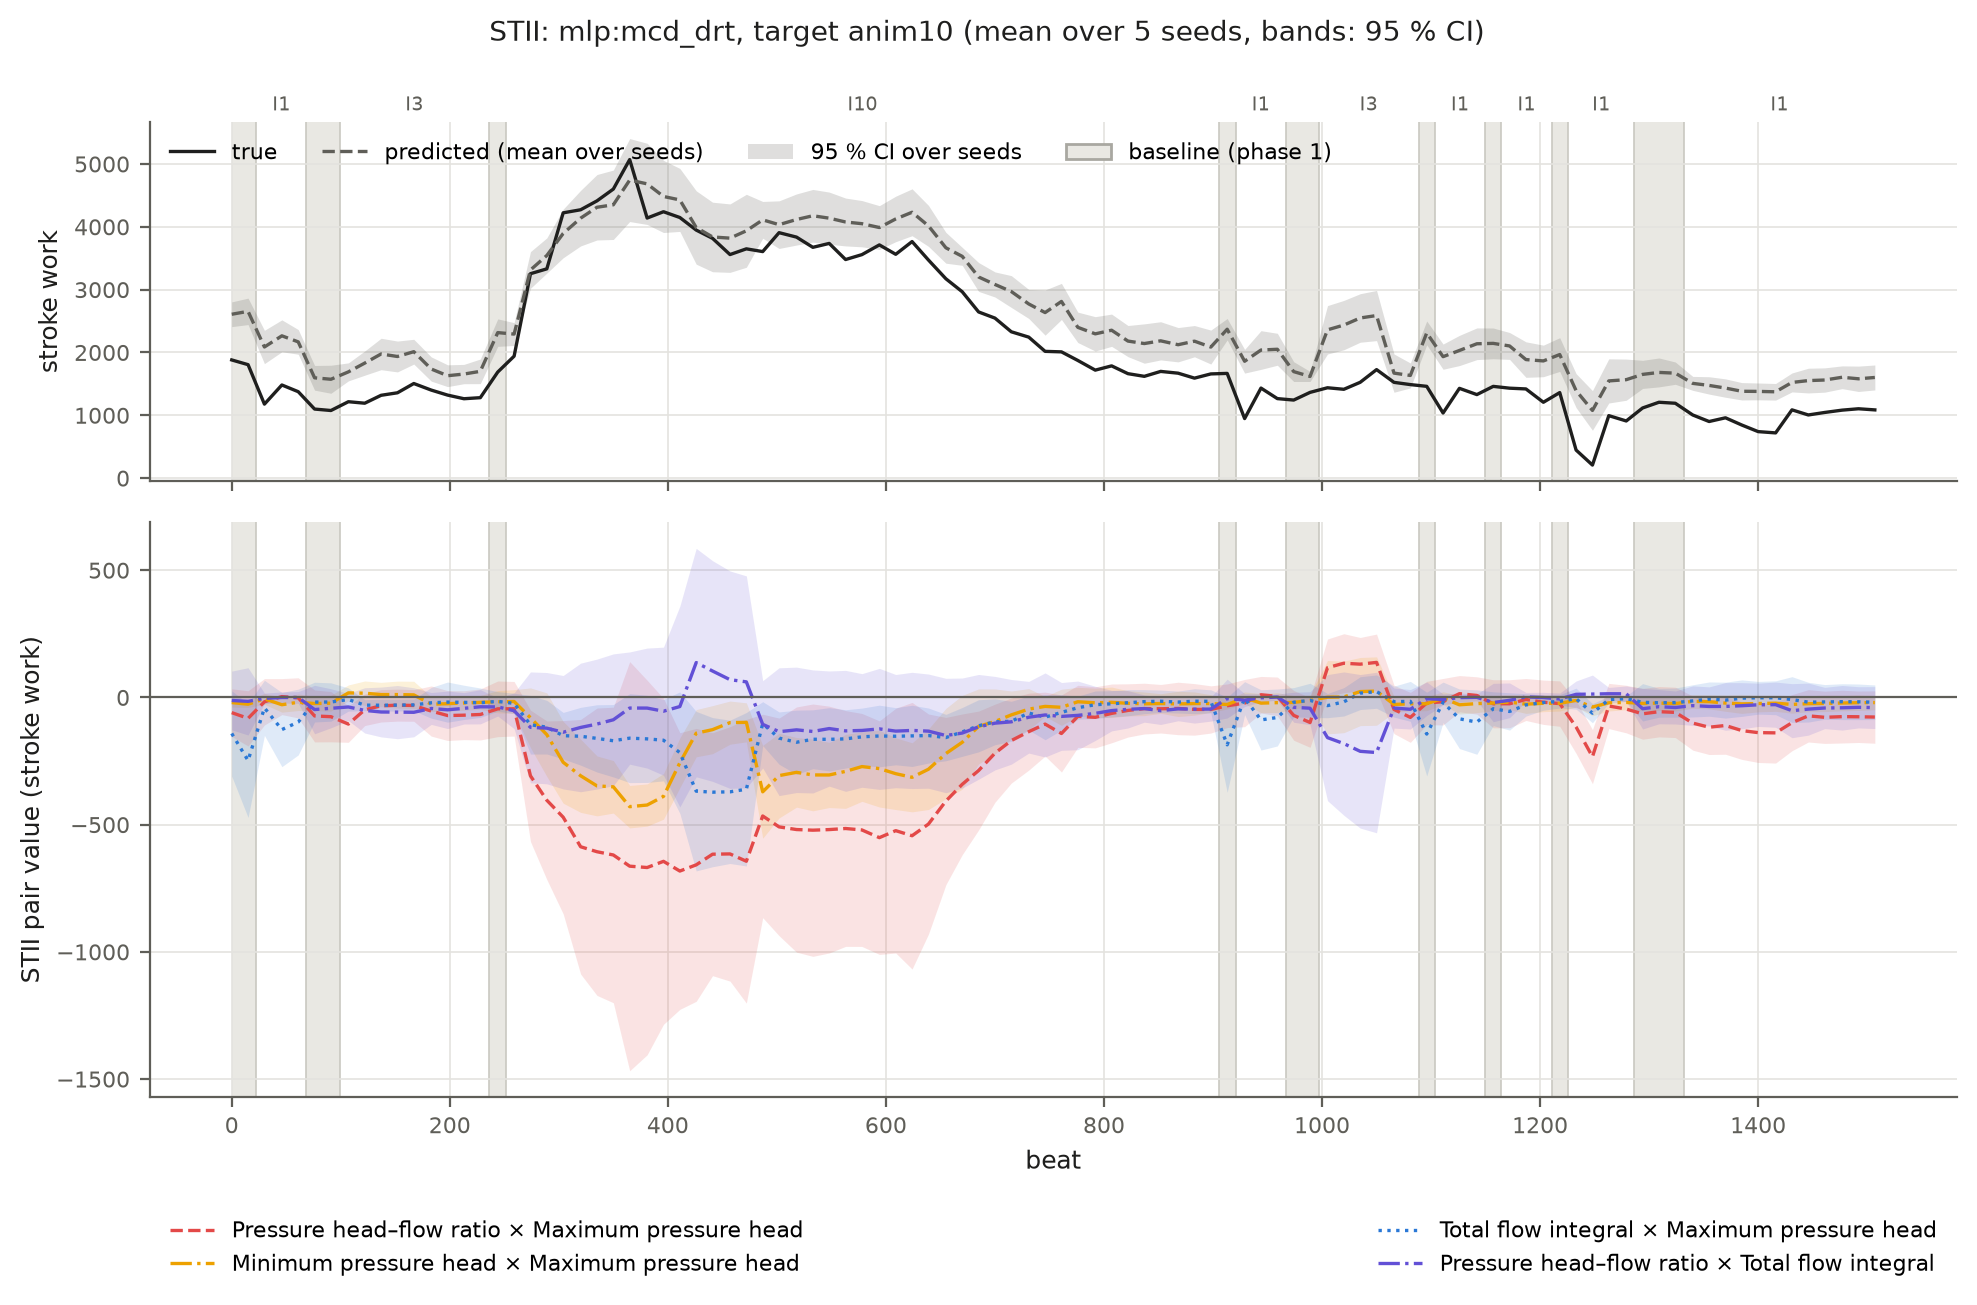 STII: mlp:mcd_drt, target anim10 (mean over 5 seeds, bands: 95 % CI)
I1 I3 I10 I1 I3 I1 I1 I1 I1
true predicted (mean over seeds) 95 % CI over seeds baseline (phase 1)
5000
4000
3000
2000
1000
0
stroke work
500
0
−500
−1000
−1500
STII pair value (stroke work)
0 200 400 600 800 1000 1200 1400
beat
Pressure head–flow ratio × Maximum pressure head
Minimum pressure head × Maximum pressure head
Total flow integral × Maximum pressure head
Pressure head–flow ratio × Total flow integral